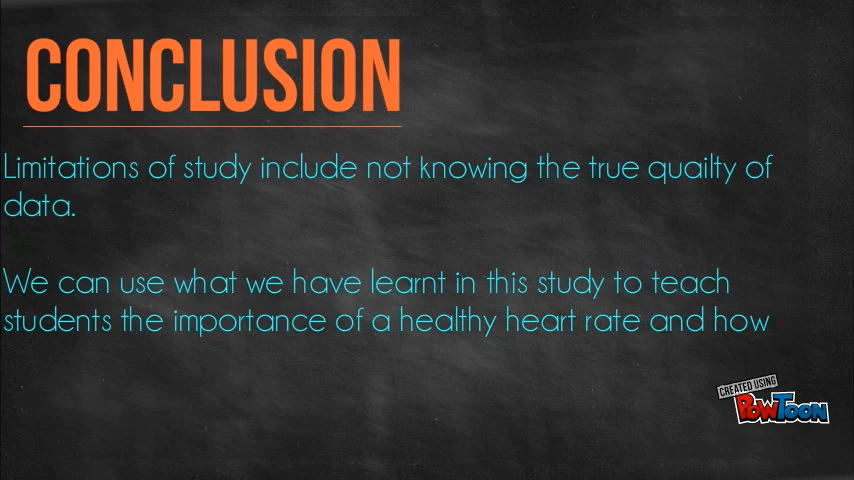 CONCLUSION
Limitations of study include not knowing the true quailty of
data.
We can use what we have learnt in this study to teach
students the importance of a healthy heart rate and how
CREATED USING
POWTOON